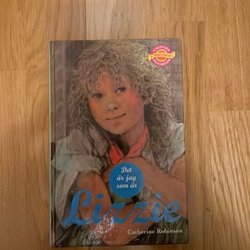 Det
är jag
som är
Lizzie
Catherine Robinson